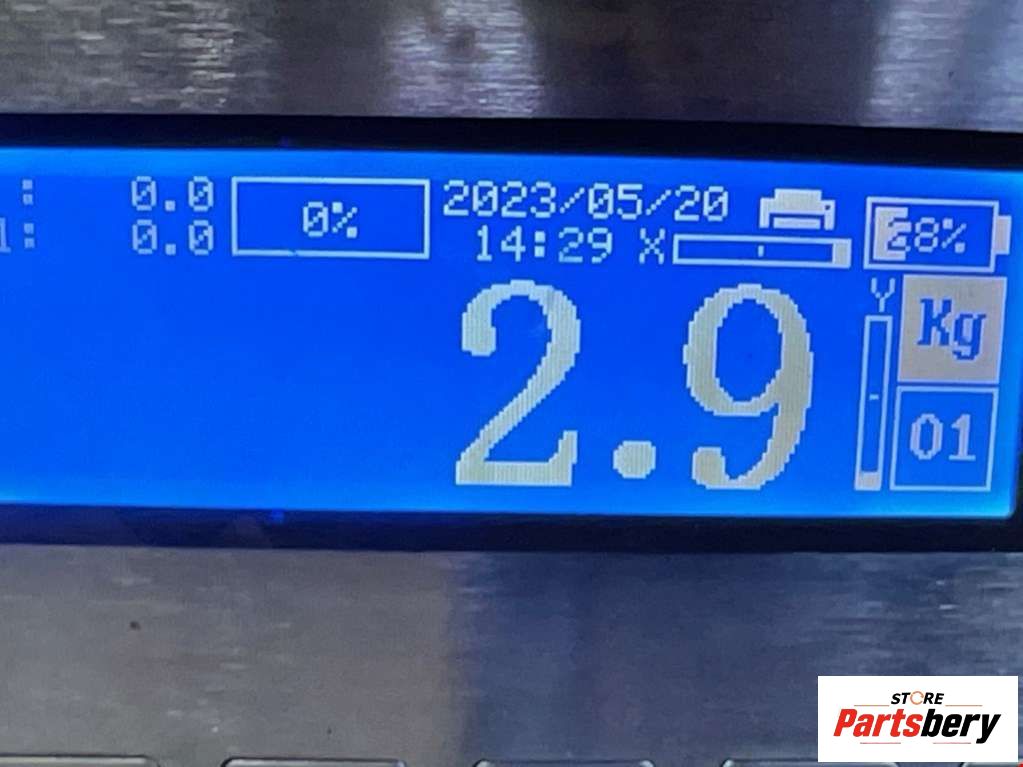 : 0.0 0% 2023/05/20
1: 0.0 14:29 X 28%
Y Kg
2.9
01
STORE
Partsbery